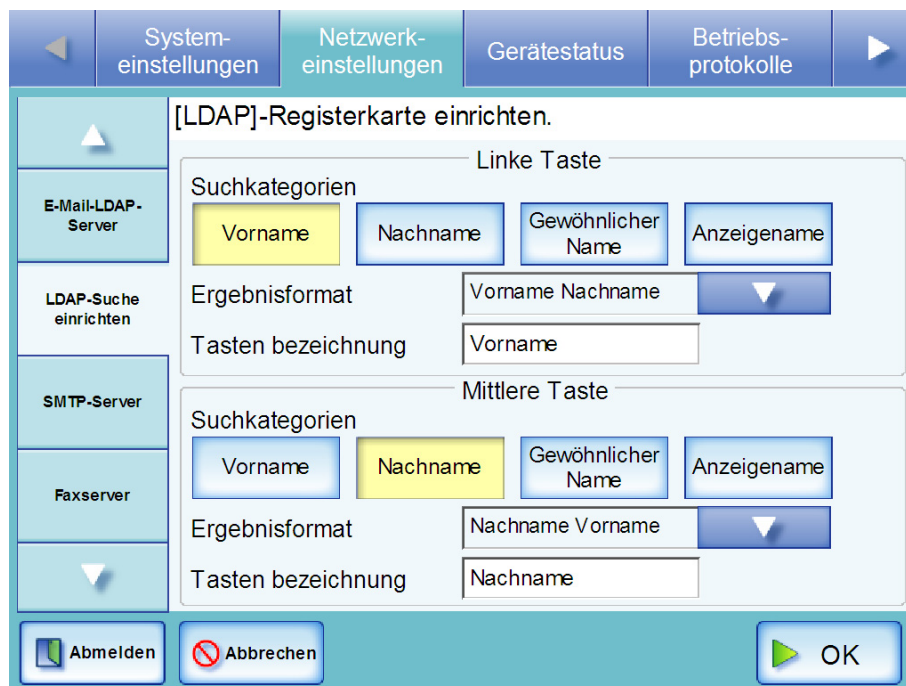 System-
einstellungen
Netzwerk-
einstellungen
Gerätestatus
Betriebs-
protokolle
E-Mail-LDAP-
Server
LDAP-Suche
einrichten
SMTP-Server
Faxserver
[LDAP]-Registerkarte einrichten.
Linke Taste
Suchkategorien
Vorname
Nachname
Gewöhnlicher
Name
Anzeigename
Ergebnisformat
Vorname Nachname
Tasten bezeichnung
Vorname
Mittlere Taste
Suchkategorien
Vorname
Nachname
Gewöhnlicher
Name
Anzeigename
Ergebnisformat
Nachname Vorname
Tasten bezeichnung
Nachname
Abmelden
Abbrechen
OK